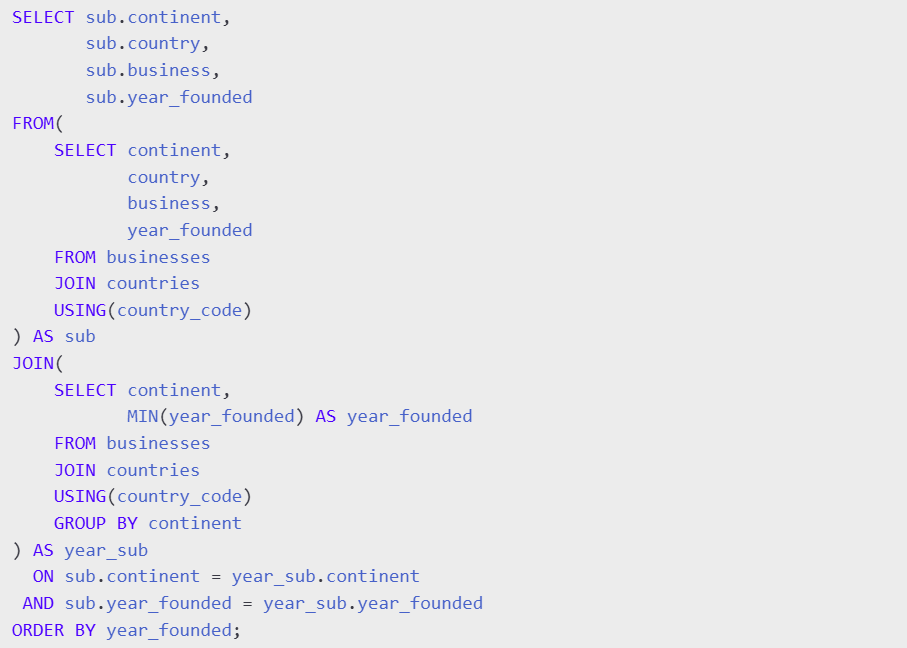 SELECT sub.continent,
       sub.country,
       sub.business,
       sub.year_founded
FROM(
    SELECT continent,
           country,
           business,
           year_founded
    FROM businesses
    JOIN countries
    USING(country_code)
) AS sub
JOIN(
    SELECT continent,
           MIN(year_founded) AS year_founded
    FROM businesses
    JOIN countries
    USING(country_code)
    GROUP BY continent
) AS year_sub
  ON sub.continent = year_sub.continent
 AND sub.year_founded = year_sub.year_founded
ORDER BY year_founded;